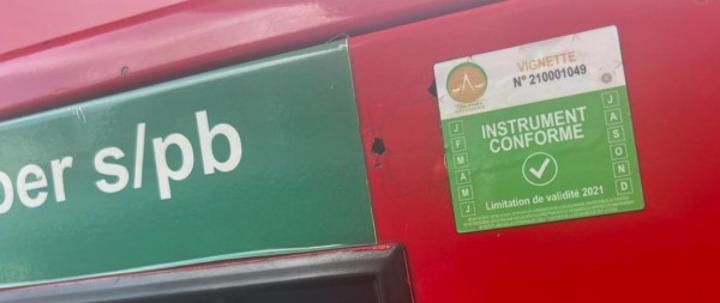 per s/pb
VIGNETTE
N° 210001049
INSTRUMENT
CONFORME
J
F
M
A
M
J
J
A
S
O
N
D
Limitation de validité 2021